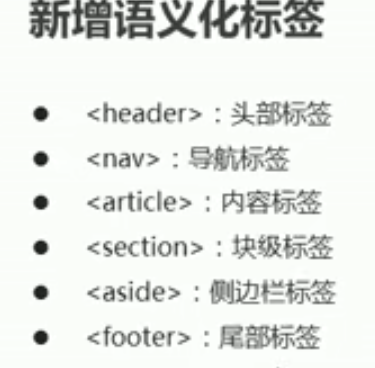 新增语义化标签
● <header>：头部标签
● <nav>：导航标签
● <article>：内容标签
● <section>：块级标签
● <aside>：侧边栏标签
● <footer>：尾部标签